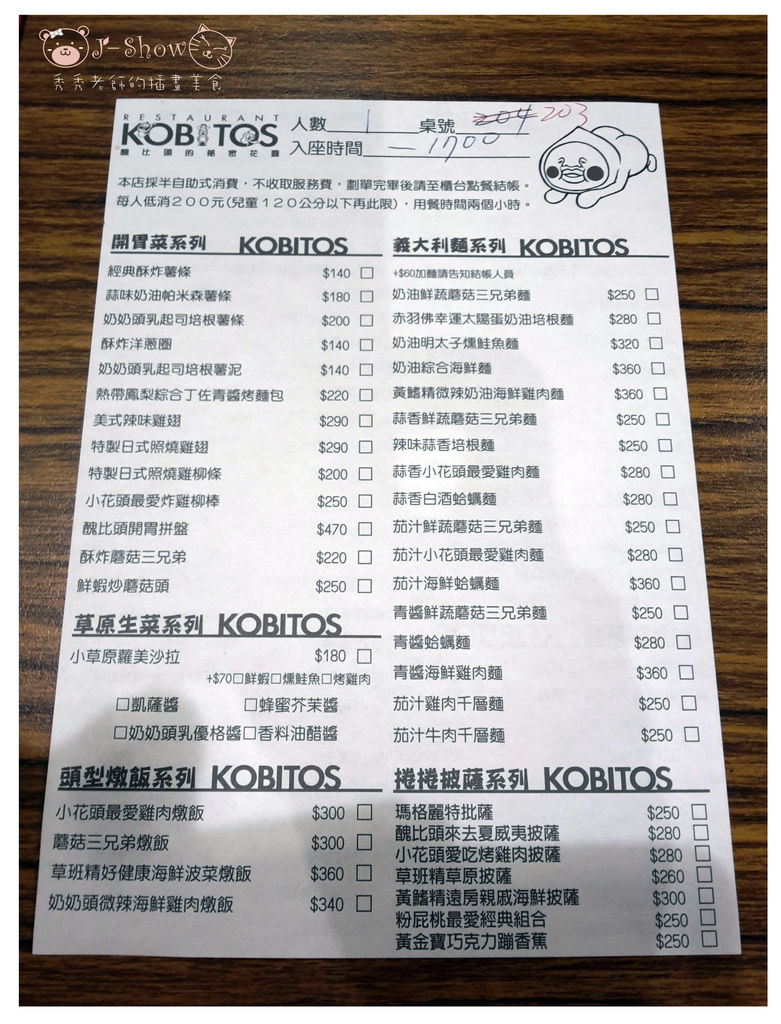 J-Show
秀秀老師的插畫美食
RESTAURANT
KOBITOS
醜比頭的祕密花園
人數 1 桌號 204 203
入座時間 - 1700
本店採半自助式消費，不收取服務費，劃單完畢後請至櫃台點餐結帳。
每人低消200元(兒童120公分以下再此限)，用餐時間兩個小時。
開胃菜系列 KOBITOS
經典酥炸薯條 $140 □
蒜味奶油帕米森薯條 $180 □
奶奶頭乳起司培根薯條 $200 □
酥炸洋蔥圈 $140 □
奶奶頭乳起司培根薯泥 $140 □
熱帶鳳梨綜合丁佐青醬烤麵包 $220 □
美式辣味雞翅 $290 □
特製日式照燒雞翅 $290 □
特製日式照燒雞柳條 $200 □
小花頭最愛炸雞柳棒 $250 □
醜比頭開胃拼盤 $470 □
酥炸蘑菇三兄弟 $220 □
鮮蝦炒蘑菇頭 $250 □
草原生菜系列 KOBITOS
小草原蘿美沙拉 $180 □
+$70□鮮蝦□燻鮭魚□烤雞肉
□凱薩醬 □蜂蜜芥茉醬
□奶奶頭乳優格醬□香料油醋醬
頭型燉飯系列 KOBITOS
小花頭最愛雞肉燉飯 $300 □
蘑菇三兄弟燉飯 $300 □
草班精好健康海鮮波菜燉飯 $360 □
奶奶頭微辣海鮮雞肉燉飯 $340 □
義大利麵系列 KOBITOS
+$60加麵請告知結帳人員
奶油鮮蔬蘑菇三兄弟麵 $250 □
赤羽佛幸運太陽蛋奶油培根麵 $280 □
奶油明太子燻鮭魚麵 $320 □
奶油綜合海鮮麵 $360 □
黃鰭精微辣奶油海鮮雞肉麵 $360 □
蒜香鮮蔬蘑菇三兄弟麵 $250 □
辣味蒜香培根麵 $250 □
蒜香小花頭最愛雞肉麵 $280 □
蒜香白酒蛤蠣麵 $280 □
茄汁鮮蔬蘑菇三兄弟麵 $250 □
茄汁小花頭最愛雞肉麵 $280 □
茄汁海鮮蛤蠣麵 $360 □
青醬鮮蔬蘑菇三兄弟麵 $250 □
青醬蛤蠣麵 $280 □
青醬海鮮雞肉麵 $360 □
茄汁雞肉千層麵 $250 □
茄汁牛肉千層麵 $250 □
捲捲披薩系列 KOBITOS
瑪格麗特批薩 $250 □
醜比頭來去夏威夷披薩 $280 □
小花頭愛吃烤雞肉披薩 $280 □
草班精草原披薩 $260 □
黃鰭精遠房親戚海鮮披薩 $300 □
粉屁桃最愛經典組合 $250 □
黃金寶巧克力蹦香蕉 $250 □